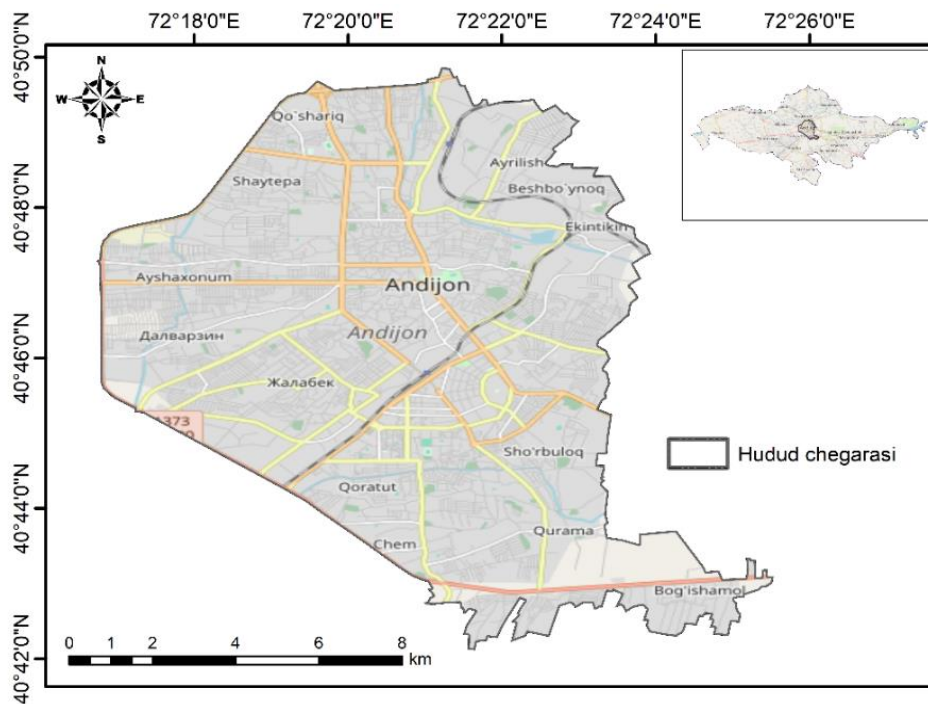 72°18'0"N 72°20'0"N 72°22'0"N 72°24'0"N 72°26'0"N
40°50'0"N
40°48'0"N
40°46'0"N
40°44'0"N
40°42'0"N
N
W E
S
Qo`shariq
Ayrilish
Shaytepa
Beshbo`ynoq
Ekintikin
Ayshaxonum
Andijon
Andijon
Далварзин
Жалабек
A373
Sho'rbuloq
Hudud chegarasi
Qoratut
Qurama
Chem
Bog'ishamol
0 1 2 4 6 8
km